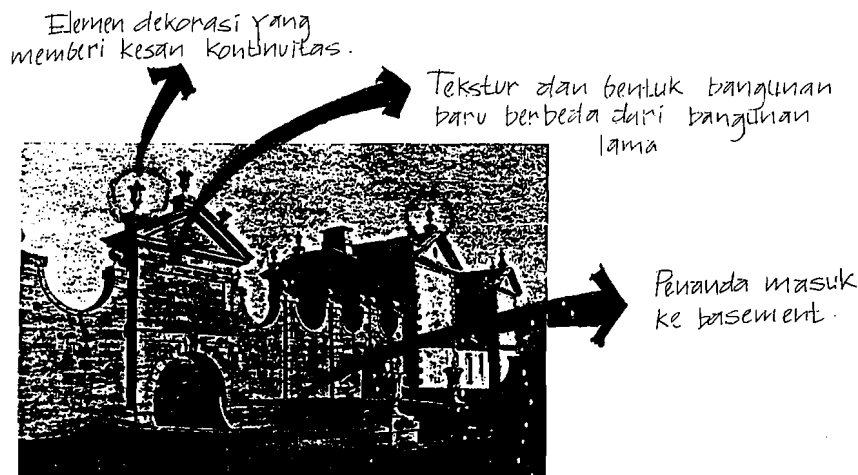 Elemen dekorasi yang
memberi kesan kontinuitas.
Tekstur dan bentuk bangunan
baru berbeda dari bangunan
lama
Penanda masuk
ke basement.